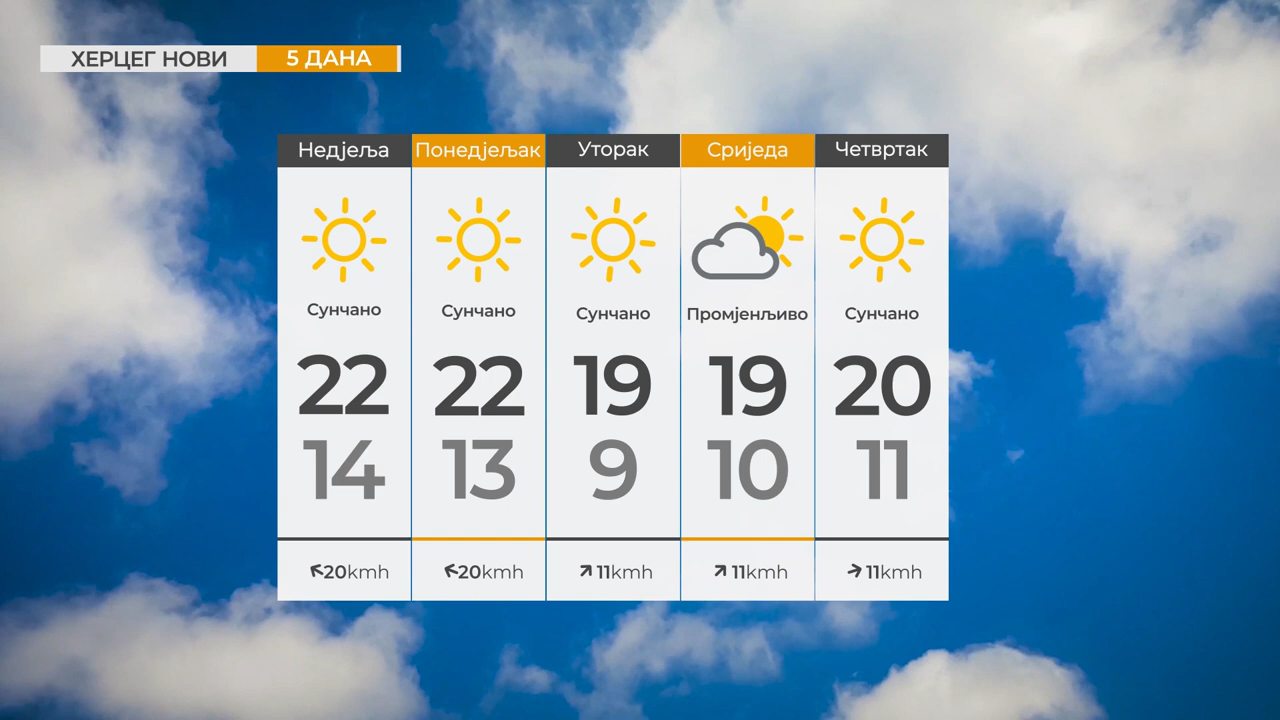 ХЕРЦЕГ НОВИ 5 ДАНА
Недјеља Понедјељак Уторак Сриједа Четвртак
Сунчано Сунчано Сунчано Промјенљиво Сунчано
22 22 19 19 20
14 13 9 10 11
20kmh 20kmh 11kmh 11kmh 11kmh